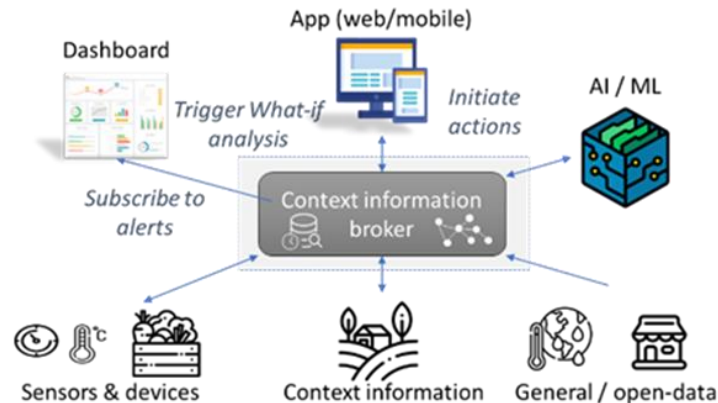 App (web/mobile)
Dashboard
AI / ML
Trigger What-if
analysis
Initiate
actions
Subscribe to
alerts
Context information
broker
°C
Sensors & devices
Context information
General / open-data